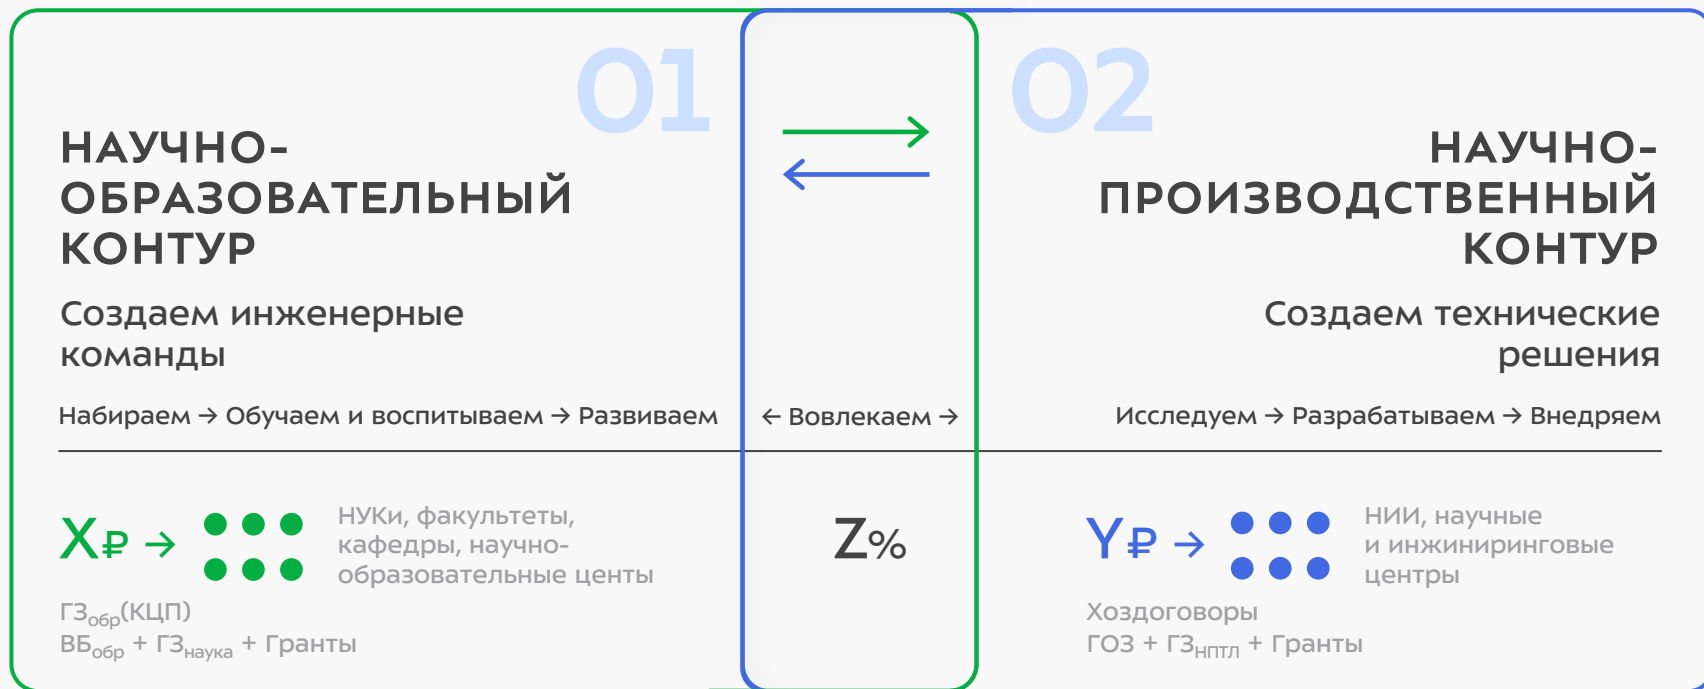 01
НАУЧНО-
ОБРАЗОВАТЕЛЬНЫЙ
КОНТУР
Создаем инженерные
команды
Набираем → Обучаем и воспитываем → Развиваем
← Вовлекаем →
02
НАУЧНО-
ПРОИЗВОДСТВЕННЫЙ
КОНТУР
Создаем технические
решения
Исследуем → Разрабатываем → Внедряем
X₽ →
НУКи, факультеты,
кафедры, научно-
образовательные центы
ГЗобр(КЦП)
ВБобр + ГЗнаука + Гранты
Z%
Y₽ →
НИИ, научные
и инжиниринговые
центры
Хоздоговоры
ГОЗ + ГЗНПТЛ + Гранты